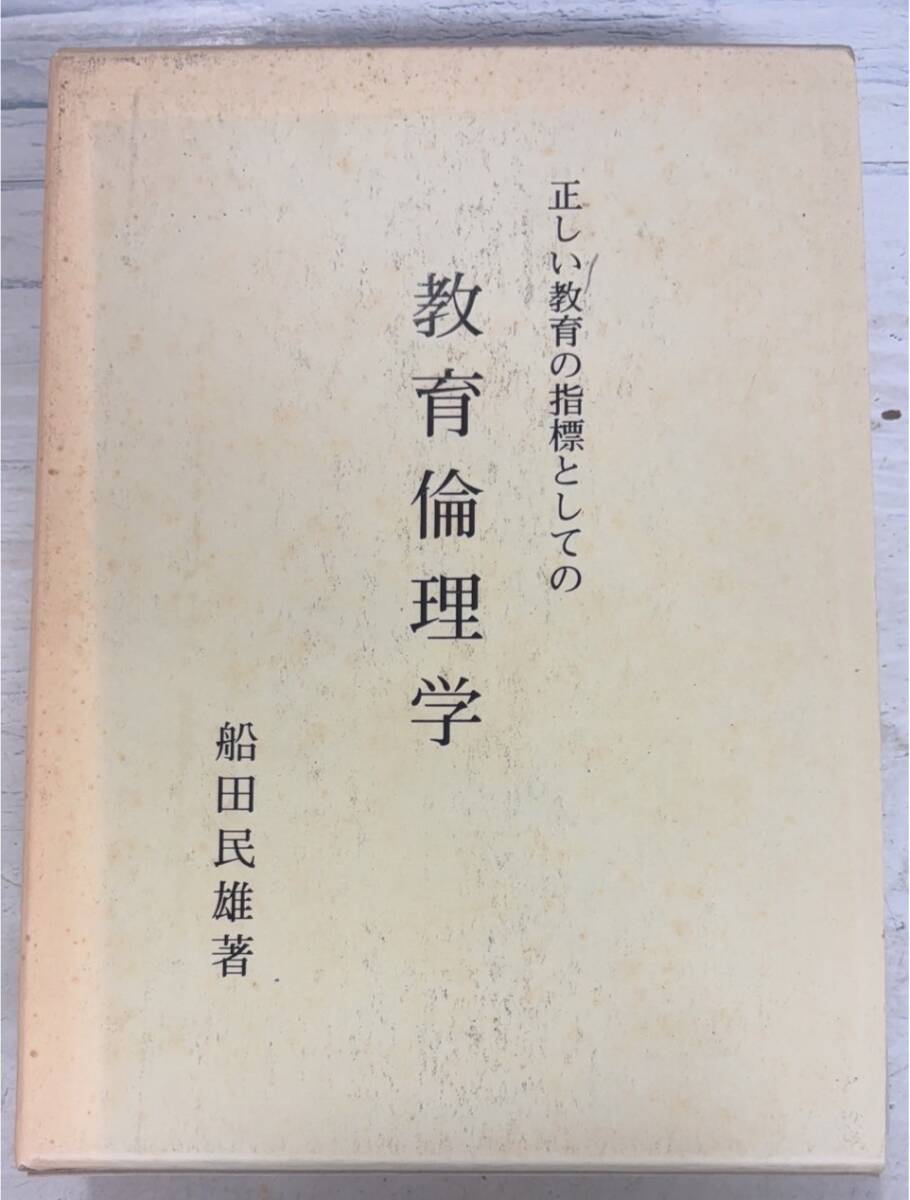 正しい教育の指標としての
教育倫理学
船田民雄著